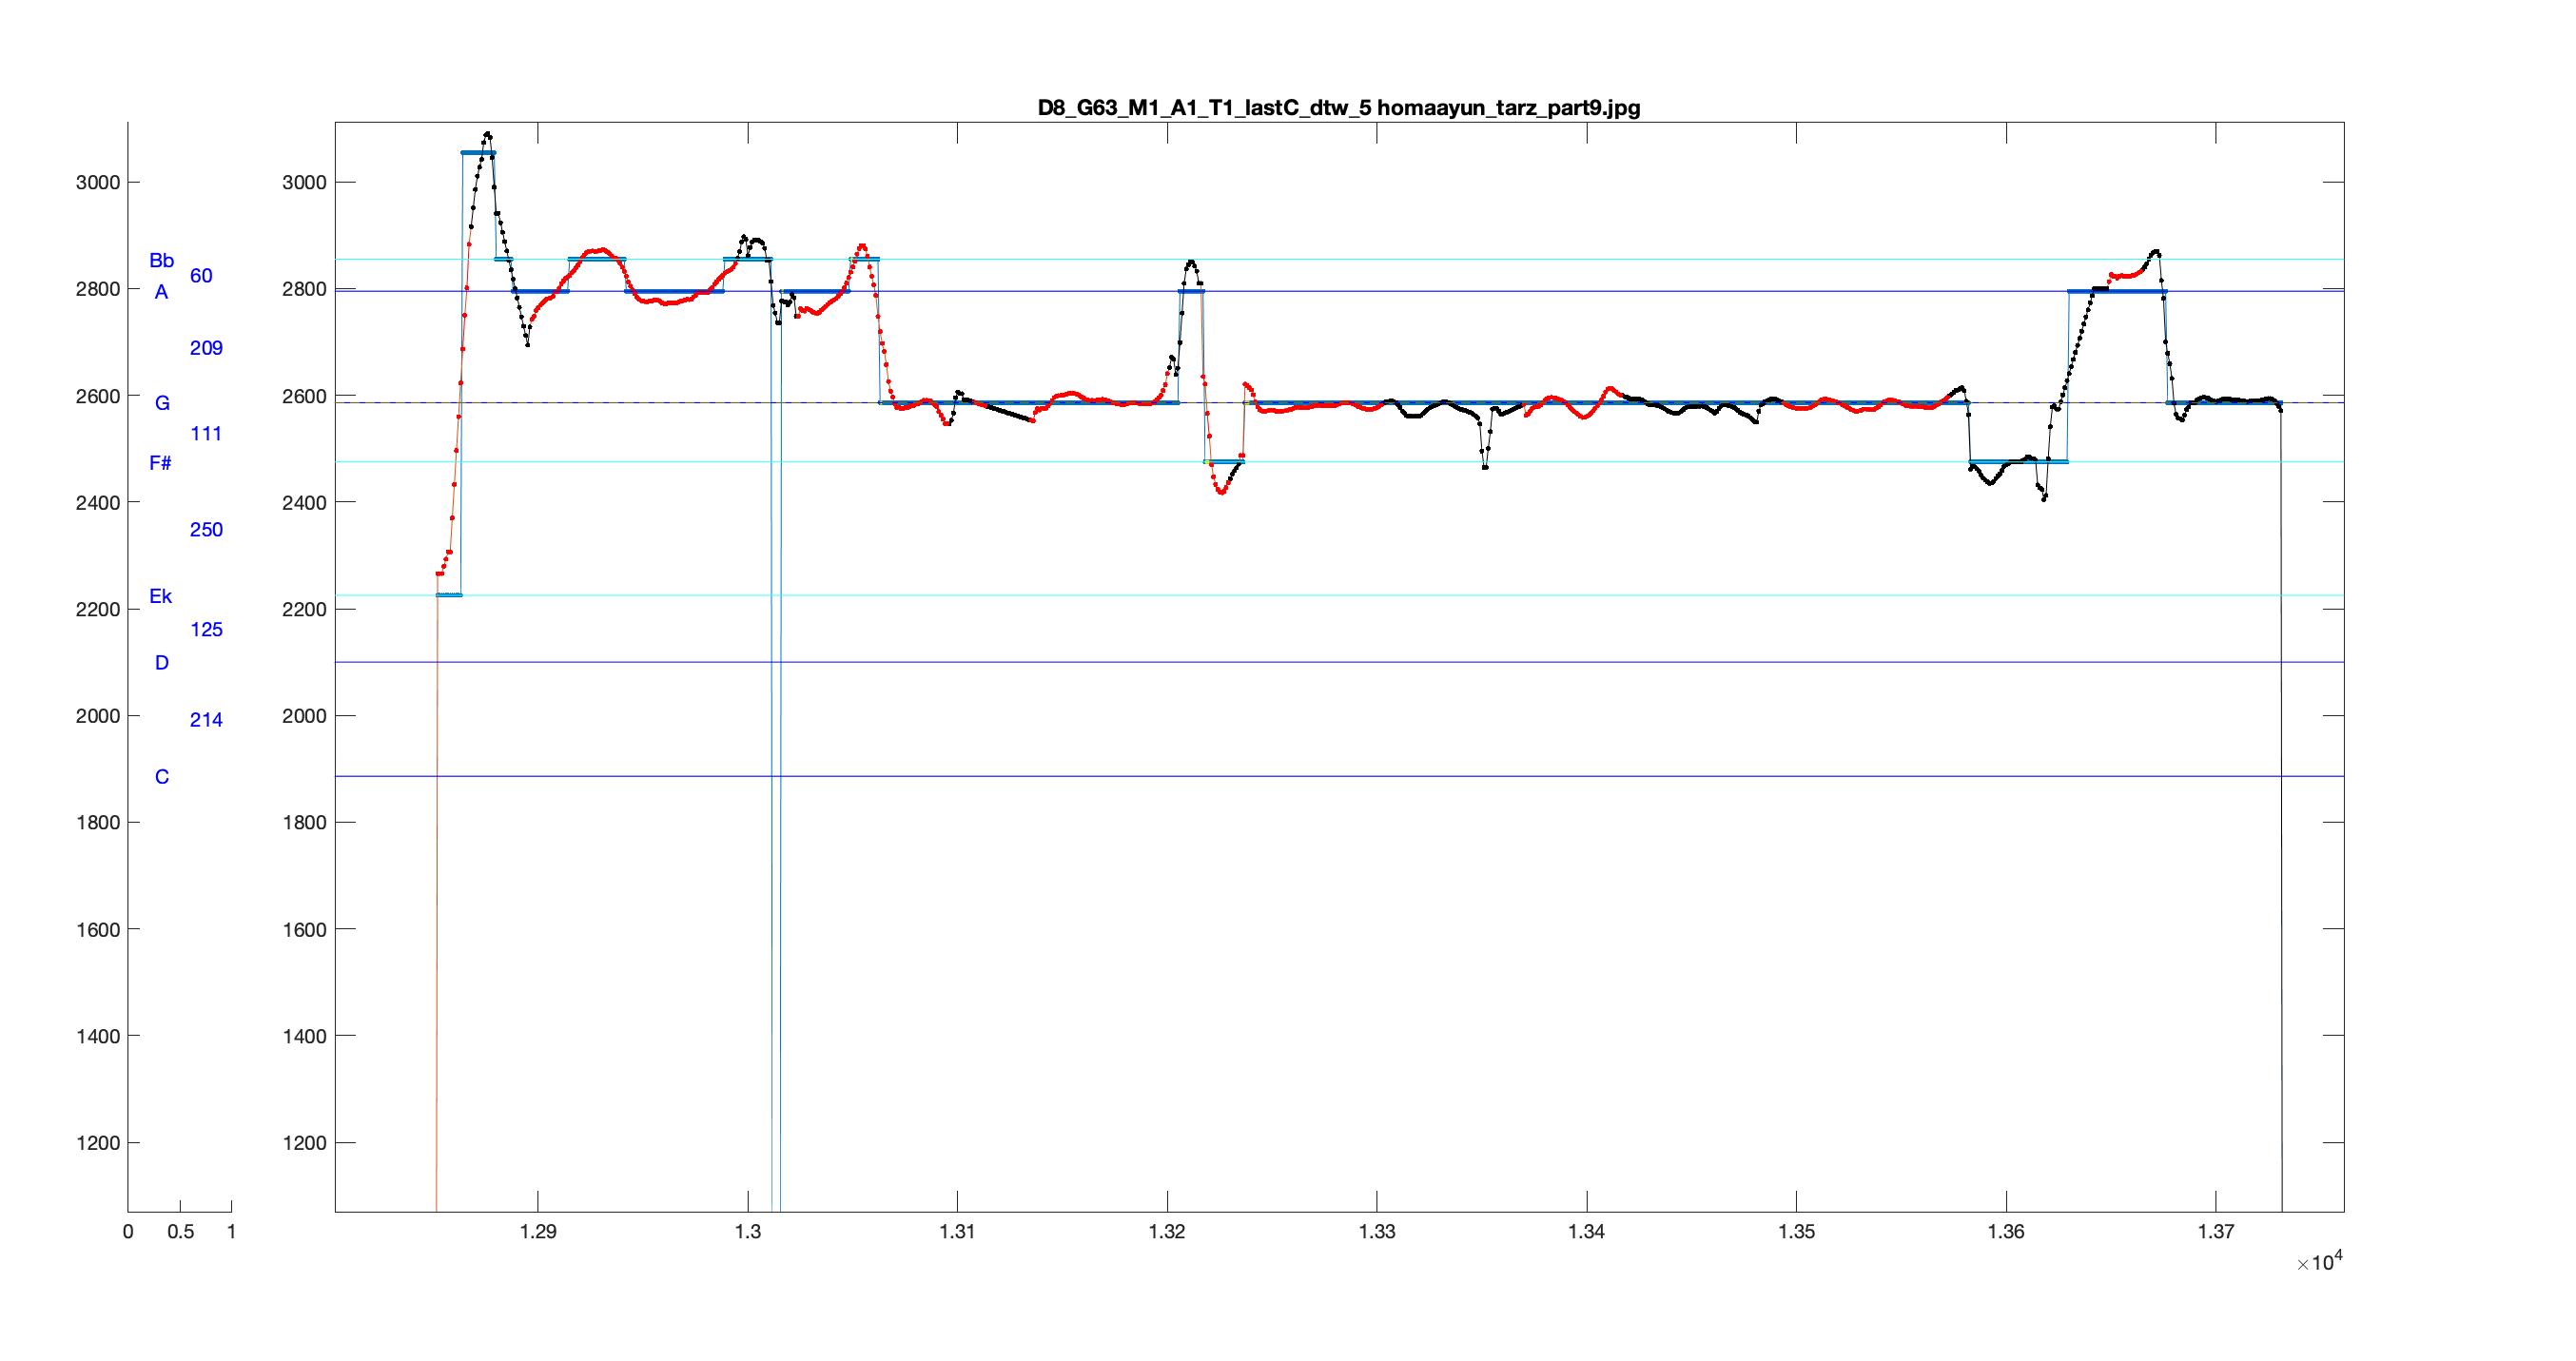 D8_G63_M1_A1_T1_lastC_dtw_5 homaayun_tarz_part9.jpg
3000 3000
Bb
60
2800 A 2800
209
2600 G 2600
111
F#
2400 2400
250
2200 Ek 2200
125
D
2000 214 2000
C
1800 1800
1600 1600
1400 1400
1200 1200
0 0.5 1 1.29 1.3 1.31 1.32 1.33 1.34 1.35 1.36 1.37
×10⁴